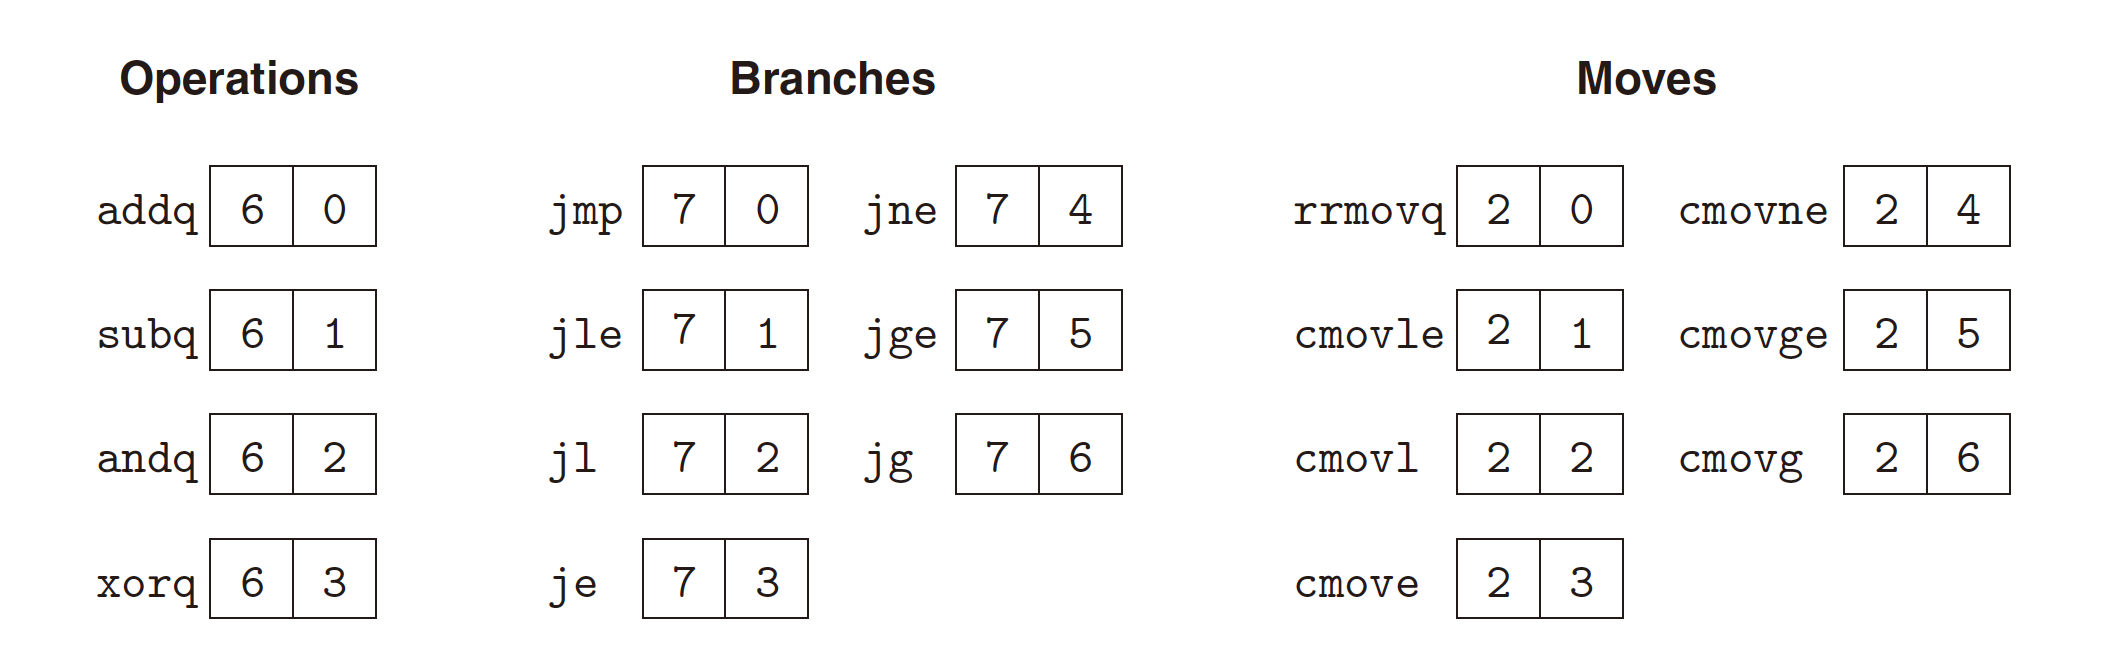 Operations Branches Moves
addq 6 0 jmp 7 0 jne 7 4 rrmovq 2 0 cmovne 2 4
subq 6 1 jle 7 1 jge 7 5 cmovle 2 1 cmovge 2 5
andq 6 2 jl 7 2 jg 7 6 cmovl 2 2 cmovg 2 6
xorq 6 3 je 7 3 cmove 2 3